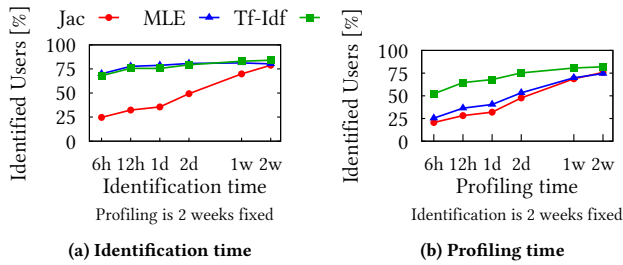 Jac MLE Tf-Idf
Identified Users [%]
100
75
50
25
0
6h 12h 1d 2d 1w 2w
Identification time
Profiling is 2 weeks fixed
(a) Identification time
Identified Users [%]
100
75
50
25
0
6h 12h 1d 2d 1w 2w
Profiling time
Identification is 2 weeks fixed
(b) Profiling time